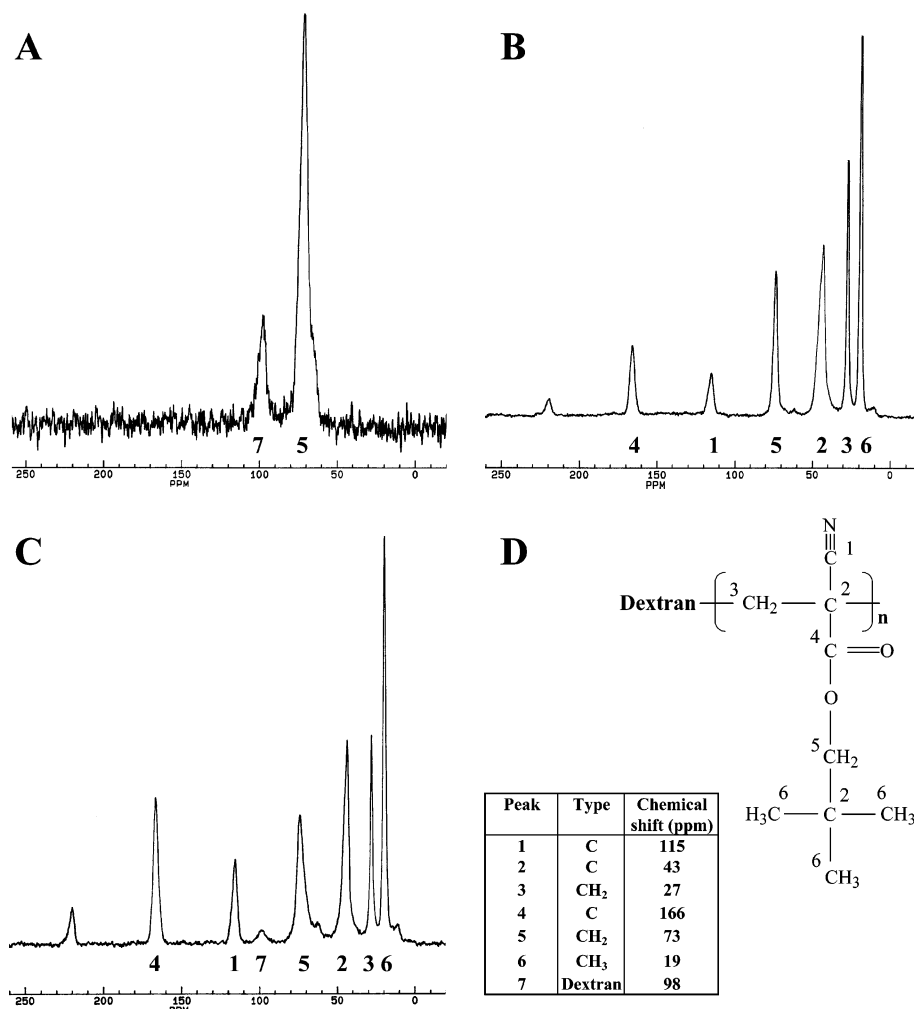 A
7 5
250 200 150 100 50 0
PPM
B
4 1 5 2 3 6
250 200 150 100 50 0
PPM
C
4 1 7 5 2 3 6
250 200 150 100 50 0
D
N
C 1
3 2
Dextran CH₂ C n
4 C O
O
5 CH₂
6 2 6
H₃C C CH₃
6 CH₃
Peak Type Chemical shift (ppm)
1 C 115
2 C 43
3 CH₂ 27
4 C 166
5 CH₂ 73
6 CH₃ 19
7 Dextran 98